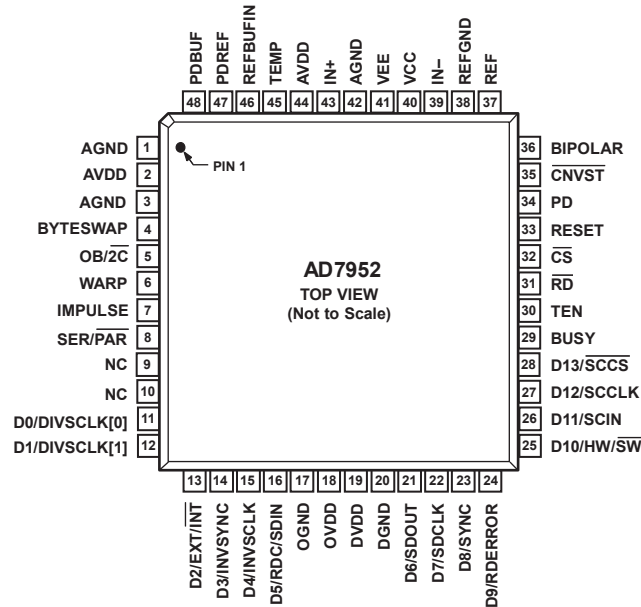 PDBUF
PDREF
REFBUFIN
TEMP
AVDD
IN+
AGND
VEE
VCC
IN–
REFGND
REF
48 47 46 45 44 43 42 41 40 39 38 37
AGND 1
AVDD 2
AGND 3
BYTESWAP 4
OB/2C 5
WARP 6
IMPULSE 7
SER/PAR 8
NC 9
NC 10
D0/DIVSCLK[0] 11
D1/DIVSCLK[1] 12
PIN 1
AD7952
TOP VIEW
(Not to Scale)
36 BIPOLAR
35 CNVST
34 PD
33 RESET
32 CS
31 RD
30 TEN
29 BUSY
28 D13/SCCS
27 D12/SCCLK
26 D11/SCIN
25 D10/HW/SW
13 14 15 16 17 18 19 20 21 22 23 24
D2/EXT/INT
D3/INVSYNC
D4/INVSCLK
D5/RDC/SDIN
OGND
OVDD
DVDD
DGND
D6/SDOUT
D7/SDCLK
D8/SYNC
D9/RDERROR